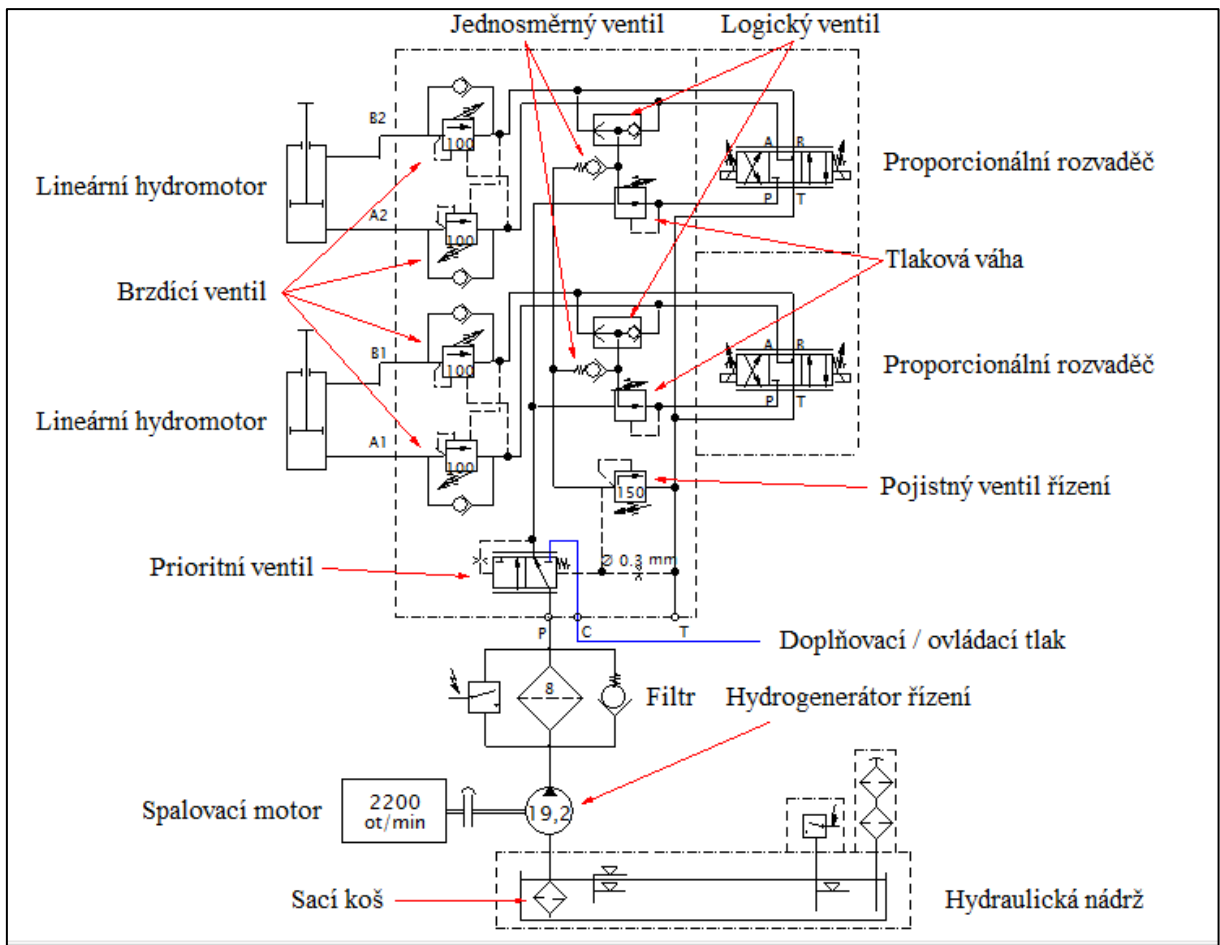 Jednosměrný ventil
Logický ventil
B2
100
A B
Proporcionální rozvaděč
Lineární hydromotor
P T
A2
100
Tlaková váha
Brzdící ventil
B1
100
A B
Proporcionální rozvaděč
P T
Lineární hydromotor
A1
100
150
Pojistný ventil řízení
Prioritní ventil
Ø 0.3 mm
P C T
Doplňovací / ovládací tlak
8
Filtr
Hydrogenerátor řízení
Spalovací motor
2200
ot/min
19,2
Sací koš
Hydraulická nádrž